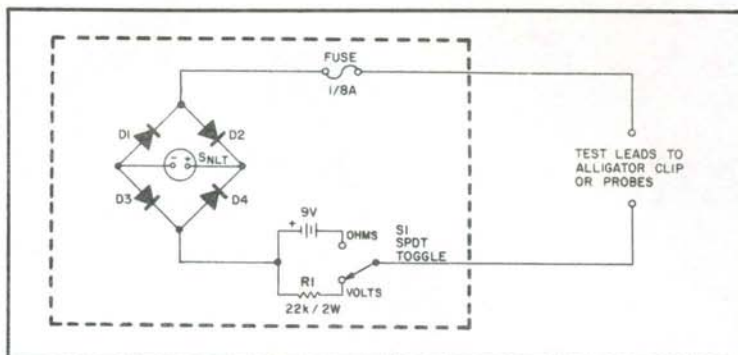 FUSE
1/8A
D1
D2
- +
SNLT
D3
D4
9V
+
OHMS
S1
SPDT
TOGGLE
R1
VOLTS
22k/2W
TEST LEADS TO
ALLIGATOR CLIP
OR PROBES